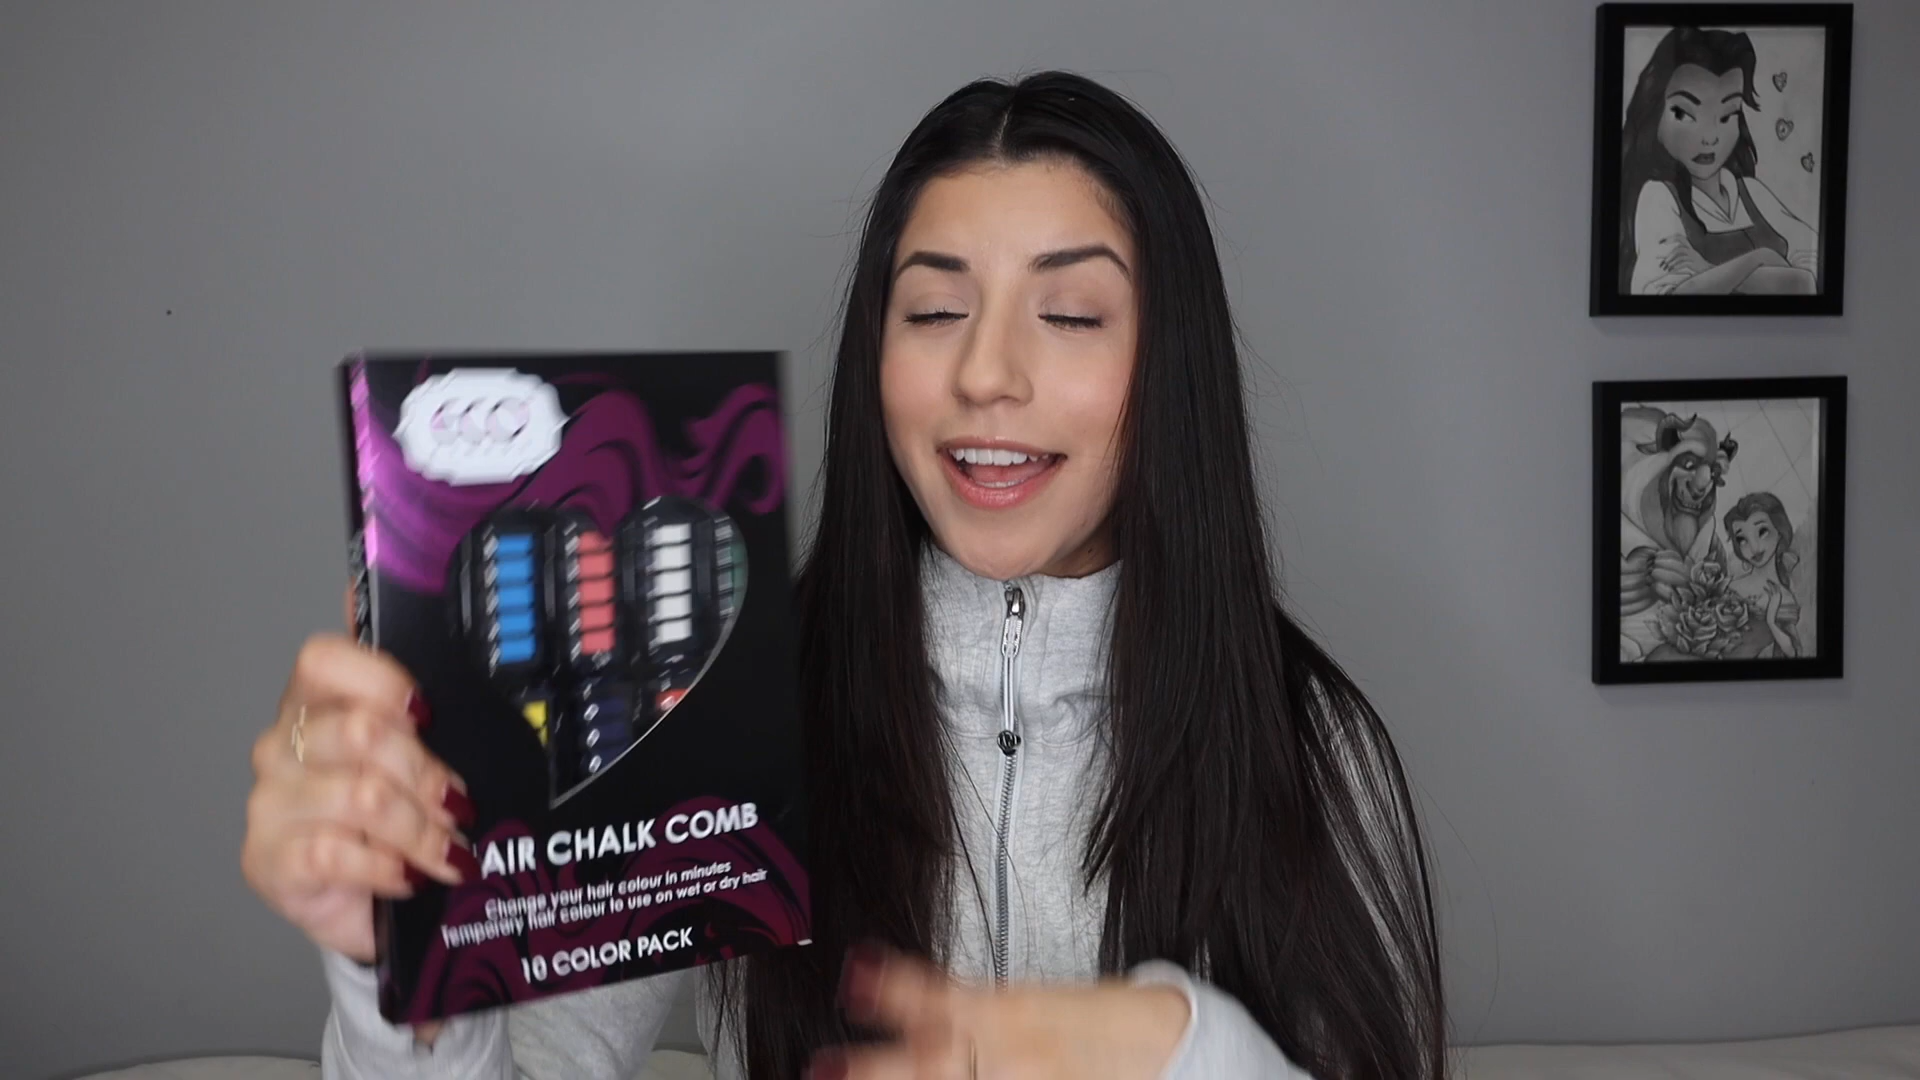 AIR CHALK COMB
Change your hair colour in minutes
Temporary hair colour to use on wet or dry hair
10 COLOR PACK